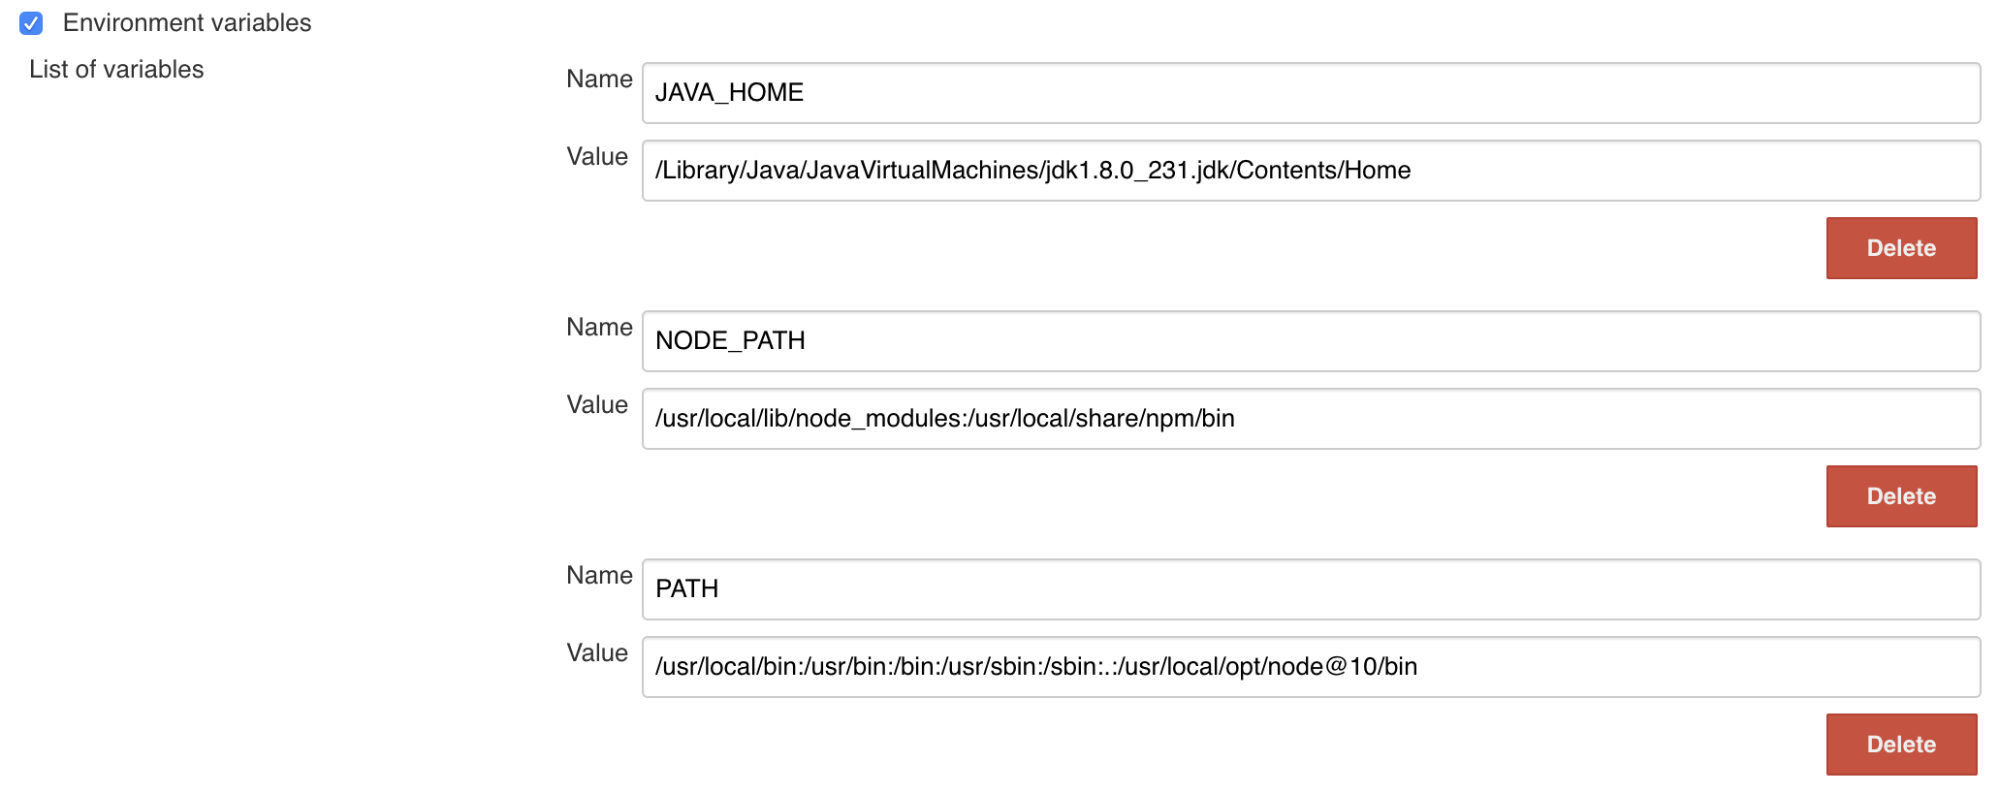 Environment variables
List of variables
Name JAVA_HOME
Value /Library/Java/JavaVirtualMachines/jdk1.8.0_231.jdk/Contents/Home
Delete
Name NODE_PATH
Value /usr/local/lib/node_modules:/usr/local/share/npm/bin
Delete
Name PATH
Value /usr/local/bin:/usr/bin:/bin:/usr/sbin:/sbin:.:/usr/local/opt/node@10/bin
Delete